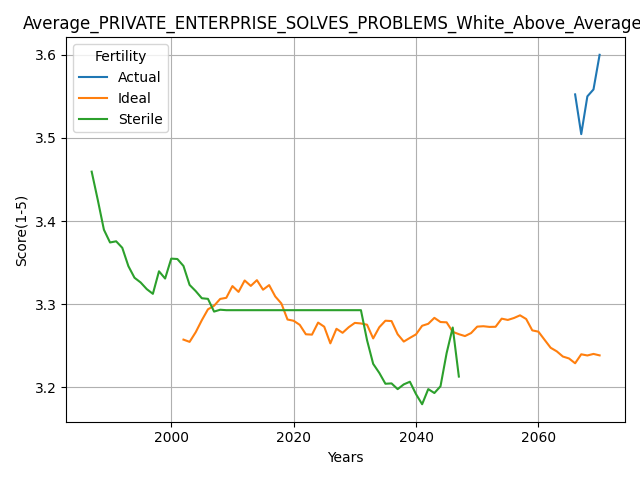 Average_PRIVATE_ENTERPRISE_SOLVES_PROBLEMS_White_Above_Average
Fertility
Actual
Ideal
Sterile
3.6
3.5
3.4
3.3
3.2
Score(1-5)
2000 2020 2040 2060
Years